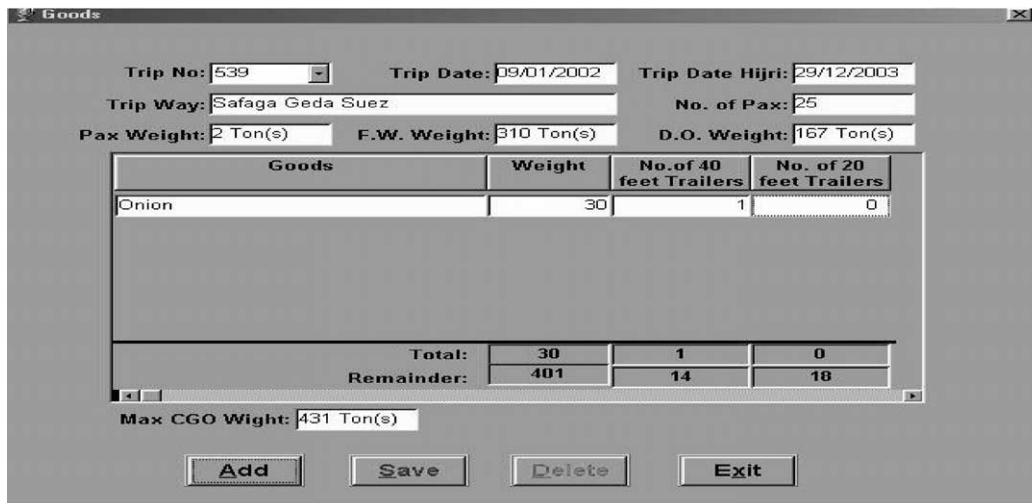 Goods
Trip No: 539 Trip Date: 09/01/2002 Trip Date Hijri: 29/12/2003
Trip Way: Safaga Geda Suez No. of Pax: 25
Pax Weight: 2 Ton(s) F.W. Weight: 310 Ton(s) D.O. Weight: 167 Ton(s)
Goods Weight No.of 40 feet Trailers No. of 20 feet Trailers
Onion 30 1 0
Total: 30 1 0
Remainder: 401 14 18
Max CGO Wight: 431 Ton(s)
Add Save Delete Exit